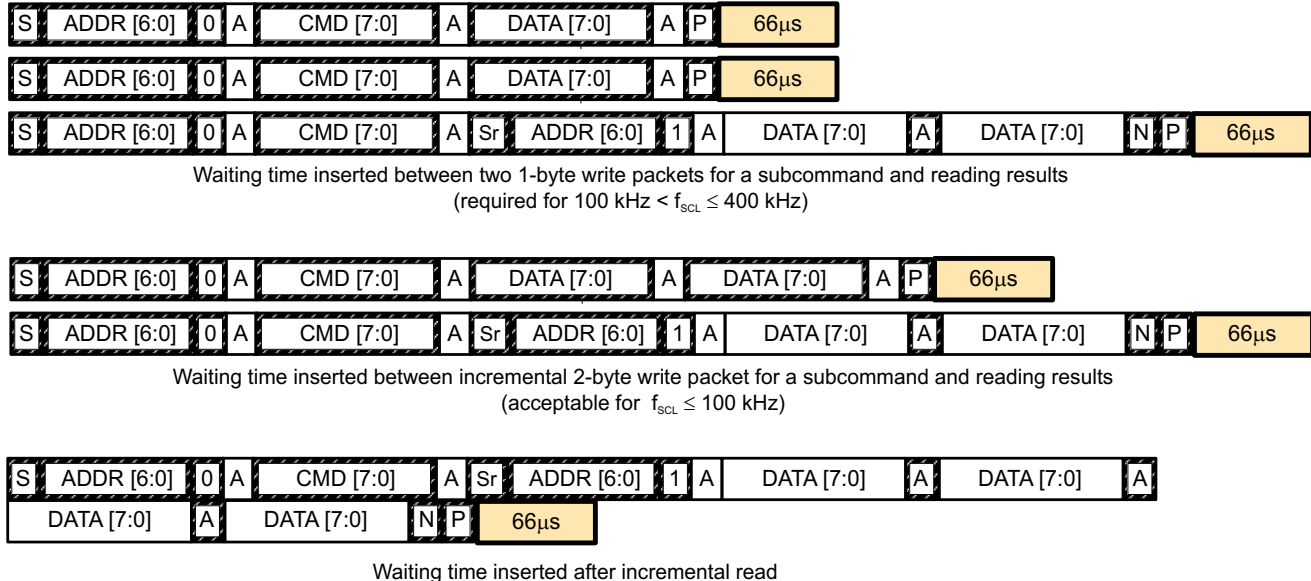 S ADDR [6:0] 0 A CMD [7:0] A DATA [7:0] A P 66μs
S ADDR [6:0] 0 A CMD [7:0] A DATA [7:0] A P 66μs
S ADDR [6:0] 0 A CMD [7:0] A Sr ADDR [6:0] 1 A DATA [7:0] A DATA [7:0] N P 66μs
Waiting time inserted between two 1-byte write packets for a subcommand and reading results
(required for 100 kHz < fSCL ≤ 400 kHz)
S ADDR [6:0] 0 A CMD [7:0] A DATA [7:0] A DATA [7:0] A P 66μs
S ADDR [6:0] 0 A CMD [7:0] A Sr ADDR [6:0] 1 A DATA [7:0] A DATA [7:0] N P 66μs
Waiting time inserted between incremental 2-byte write packet for a subcommand and reading results
(acceptable for fSCL ≤ 100 kHz)
S ADDR [6:0] 0 A CMD [7:0] A Sr ADDR [6:0] 1 A DATA [7:0] A DATA [7:0] A
DATA [7:0] A DATA [7:0] N P 66μs
Waiting time inserted after incremental read